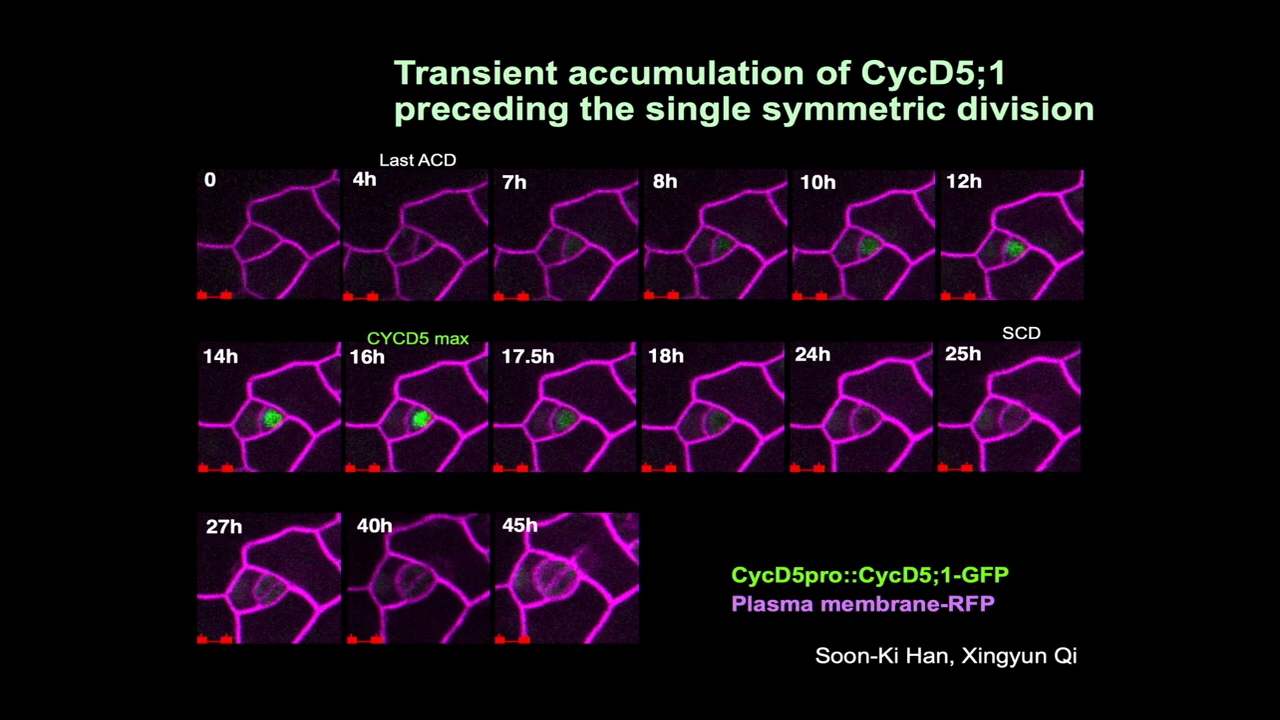 Transient accumulation of CycD5;1
preceding the single symmetric division
Last ACD
0
4h
7h
8h
10h
12h
CYCD5 max
SCD
14h
16h
17.5h
18h
24h
25h
27h
40h
45h
CycD5pro::CycD5;1-GFP
Plasma membrane-RFP
Soon-Ki Han, Xingyun Qi